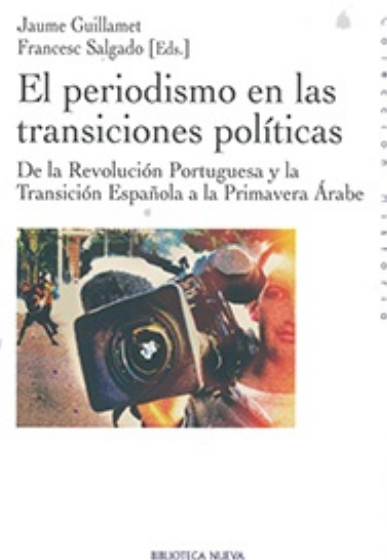 Jaume Guillamet
Francesc Salgado [Eds.]
El periodismo en las
transiciones políticas
De la Revolución Portuguesa y la
Transición Española a la Primavera Árabe
BIBLIOTECA NUEVA